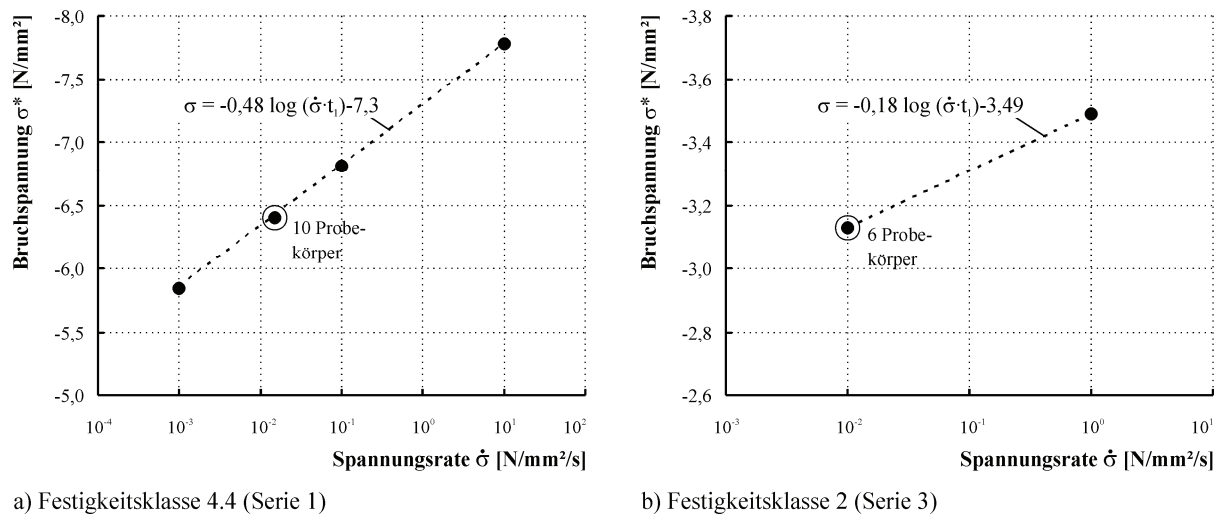 Bruchspannung σ* [N/mm²]
-8,0
-7,5
-7,0
-6,5
-6,0
-5,5
-5,0
σ = -0,48 log (σ̇·t₁)-7,3
10 Probe-
körper
10⁻⁴ 10⁻³ 10⁻² 10⁻¹ 10⁰ 10¹ 10²
Spannungsrate σ̇ [N/mm²/s]
a) Festigkeitsklasse 4.4 (Serie 1)
Bruchspannung σ* [N/mm²]
-3,8
-3,6
-3,4
-3,2
-3,0
-2,8
-2,6
σ = -0,18 log (σ̇·t₁)-3,49
6 Probe-
körper
10⁻³ 10⁻² 10⁻¹ 10⁰ 10¹
Spannungsrate σ̇ [N/mm²/s]
b) Festigkeitsklasse 2 (Serie 3)